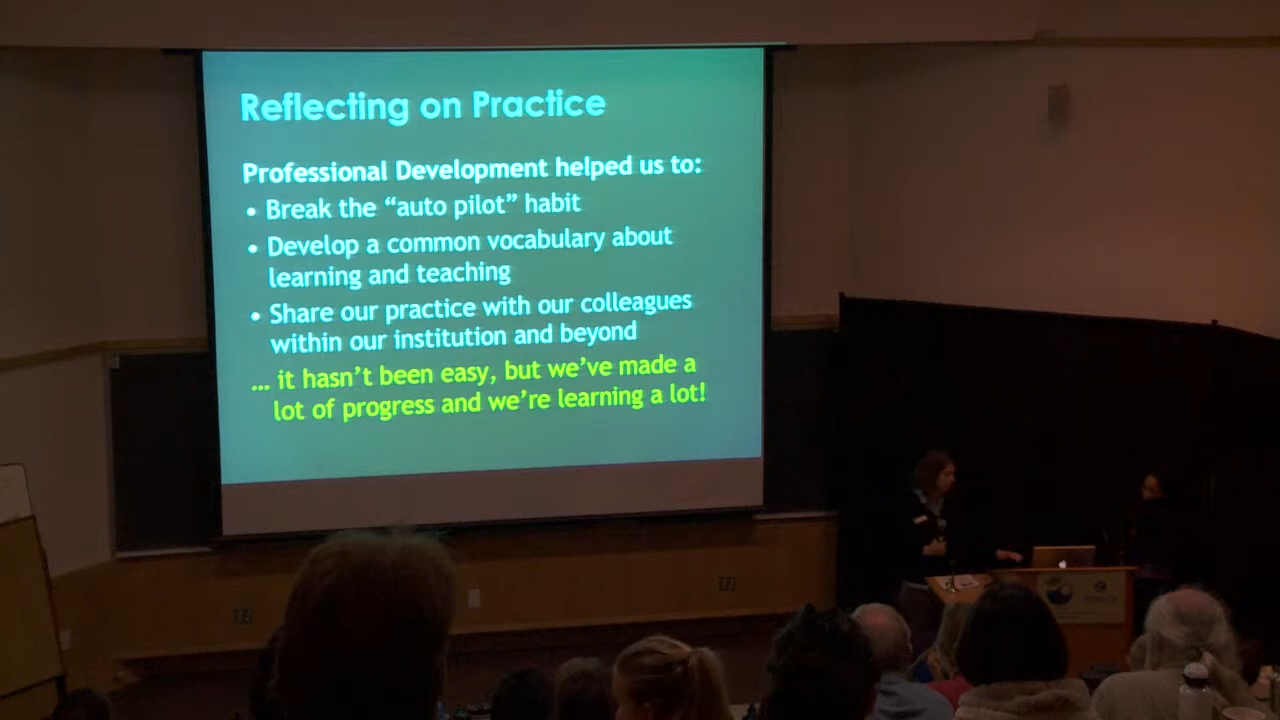 Reflecting on Practice
Professional Development helped us to:
• Break the “auto pilot” habit
• Develop a common vocabulary about
learning and teaching
• Share our practice with our colleagues
within our institution and beyond
... it hasn’t been easy, but we’ve made a
lot of progress and we’re learning a lot!